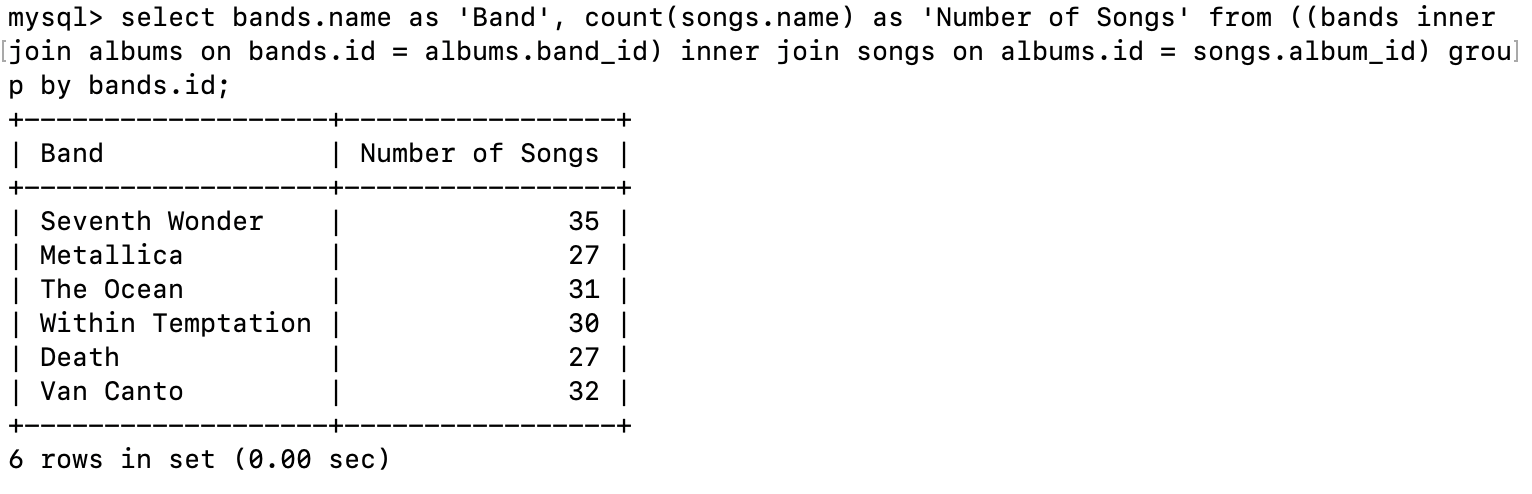 mysql> select bands.name as 'Band', count(songs.name) as 'Number of Songs' from ((bands inner
[join albums on bands.id = albums.band_id) inner join songs on albums.id = songs.album_id) grou]
p by bands.id;
+-------------------+-----------------+
| Band              | Number of Songs |
+-------------------+-----------------+
| Seventh Wonder    |              35 |
| Metallica         |              27 |
| The Ocean         |              31 |
| Within Temptation |              30 |
| Death             |              27 |
| Van Canto         |              32 |
+-------------------+-----------------+
6 rows in set (0.00 sec)